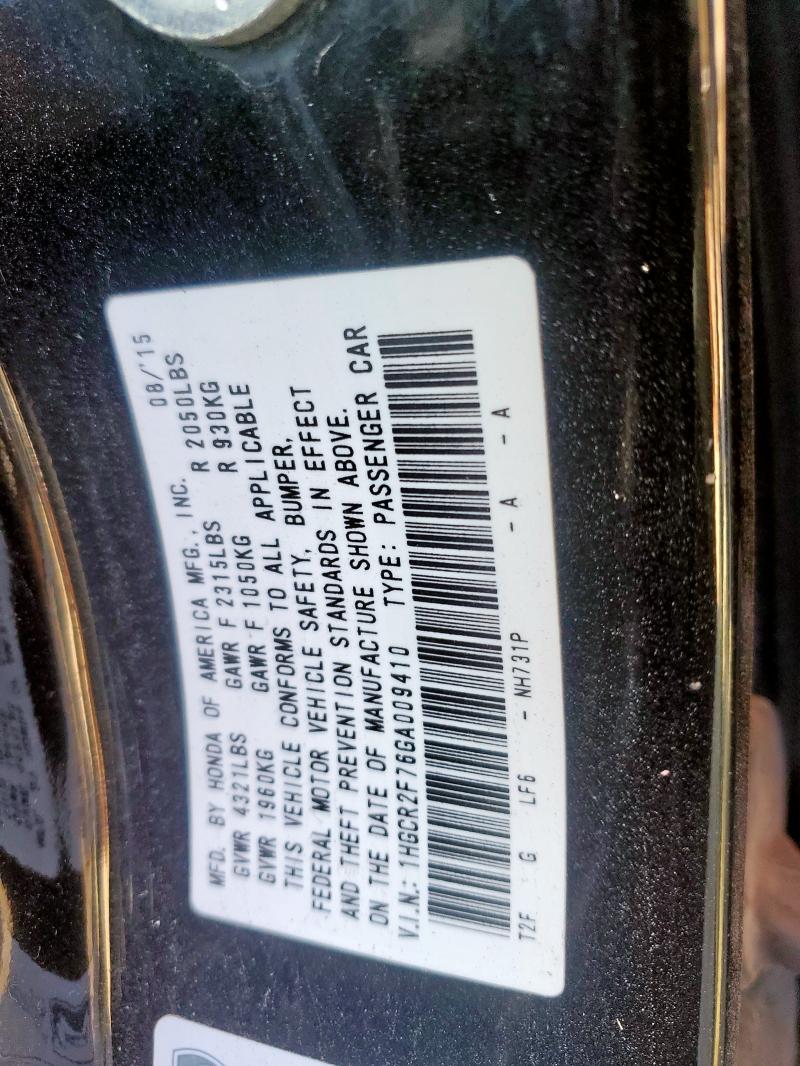 MFD. BY HONDA OF AMERICA MFG., INC. 08/'15
GVWR 4321LBS GAWR F 2315LBS R 2050LBS
GVWR 1960KG GAWR F 1050KG R 930KG
THIS VEHICLE CONFORMS TO ALL APPLICABLE
FEDERAL MOTOR VEHICLE SAFETY, BUMPER,
AND THEFT PREVENTION STANDARDS IN EFFECT
ON THE DATE OF MANUFACTURE SHOWN ABOVE.
V.I.N.: 1HGCR2F76GA009410 TYPE: PASSENGER CAR
T2F G LF6 - NH731P - A - A